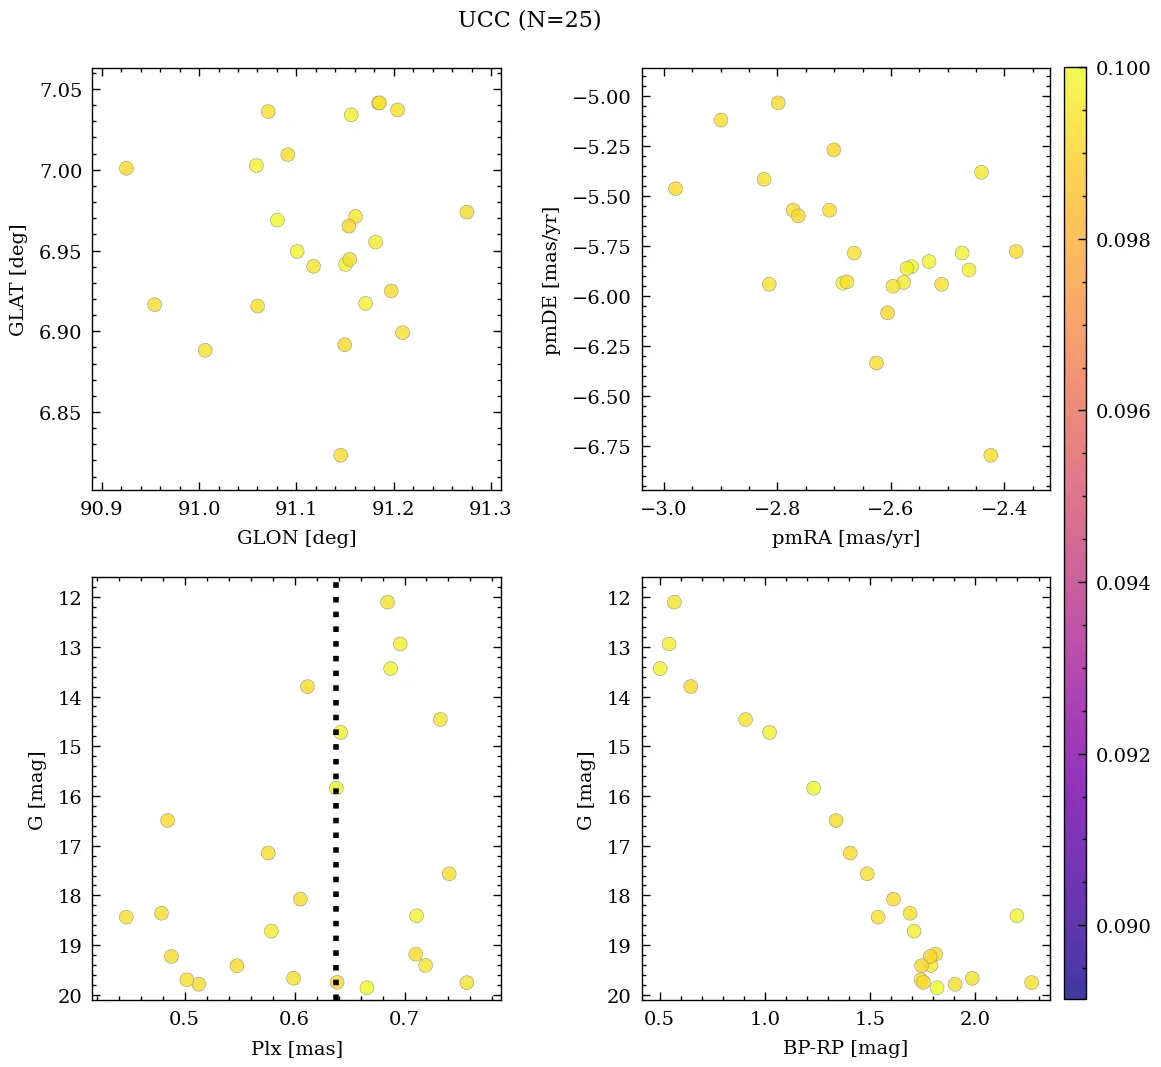 UCC (N=25)
7.05
7.00
6.95
6.90
6.85
GLAT [deg]
90.9 91.0 91.1 91.2 91.3
GLON [deg]
−5.00
−5.25
−5.50
−5.75
−6.00
−6.25
−6.50
−6.75
pmDE [mas/yr]
−3.0 −2.8 −2.6 −2.4
pmRA [mas/yr]
0.100
0.098
0.096
0.094
0.092
0.090
12
13
14
15
16
17
18
19
20
G [mag]
0.5 0.6 0.7
Plx [mas]
12
13
14
15
16
17
18
19
20
G [mag]
0.5 1.0 1.5 2.0
BP-RP [mag]